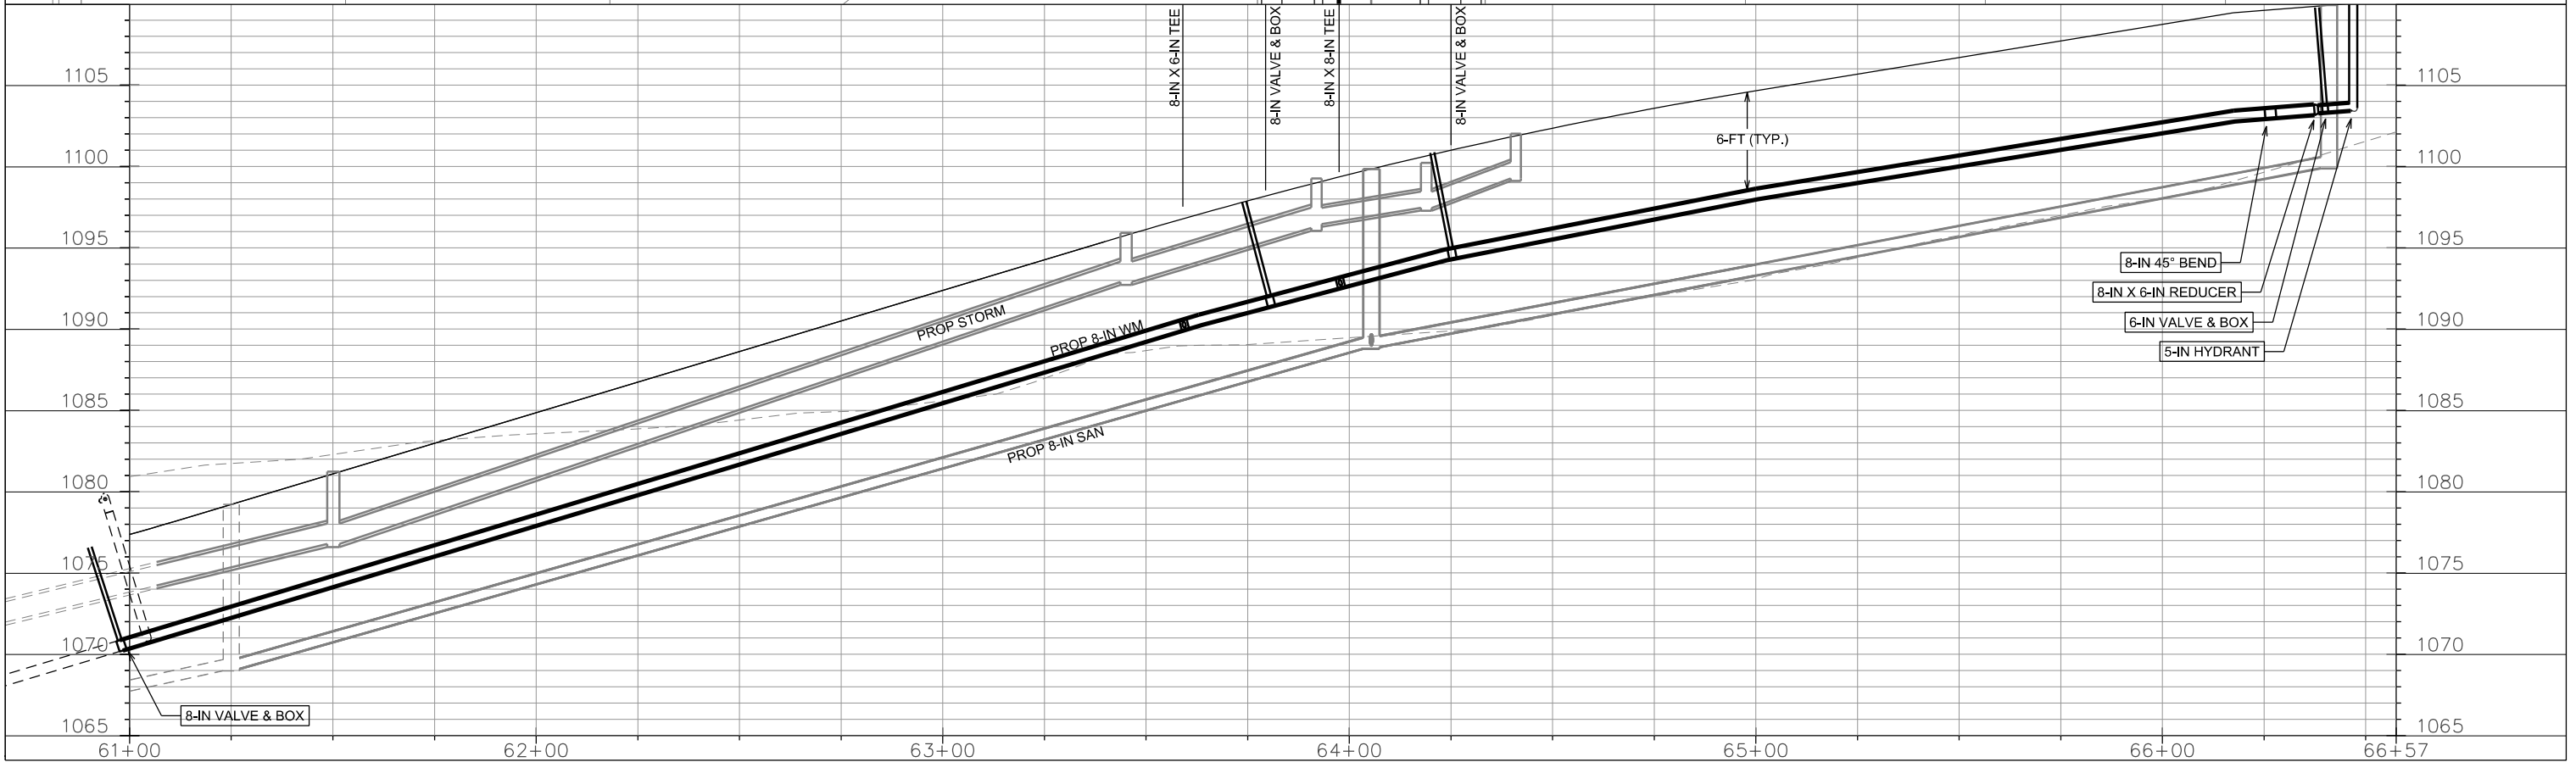 8-IN X 6-IN TEE
8-IN VALVE & BOX
8-IN X 8-IN TEE
8-IN VALVE & BOX
1105
1105
6-FT (TYP.)
1100
1100
1095
1095
8-IN 45° BEND
8-IN X 6-IN REDUCER
PROP STORM
PROP 8-IN WM
1090
6-IN VALVE & BOX
1090
5-IN HYDRANT
1085
1085
PROP 8-IN SAN
1080
1080
1075
1075
1070
1070
8-IN VALVE & BOX
1065
1065
61+00
62+00
63+00
64+00
65+00
66+00
66+57